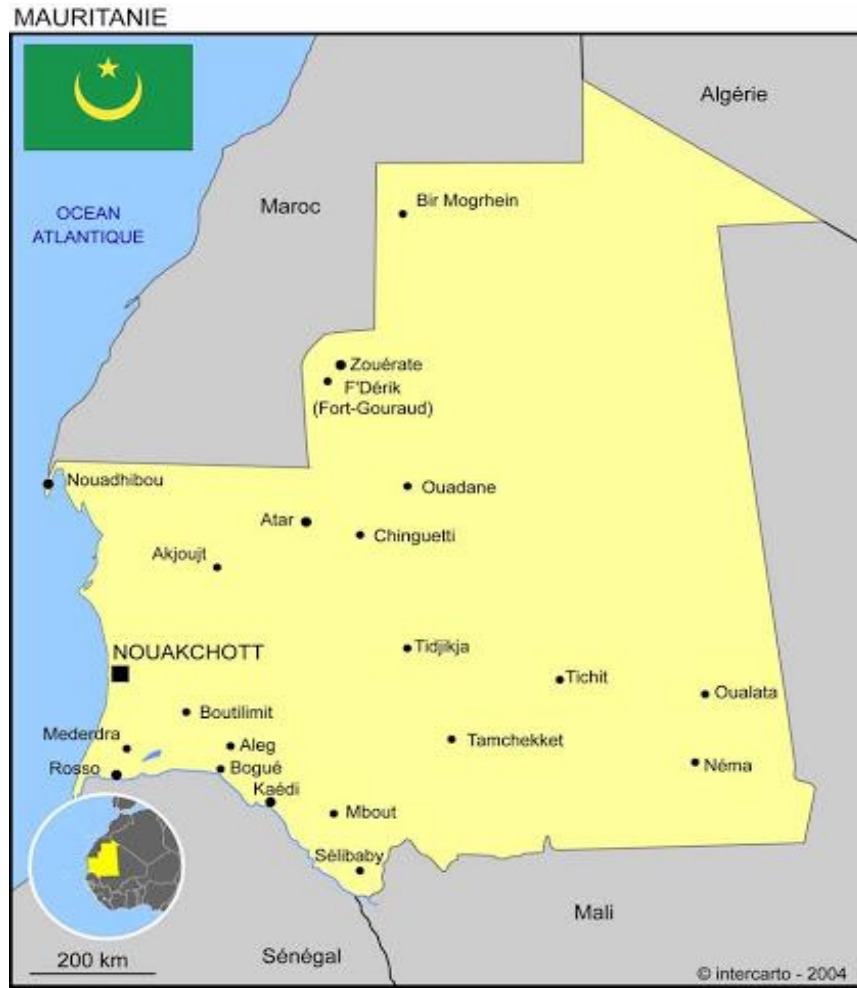 MAURITANIE
Algérie
Maroc
Bir Mogrhein
OCEAN
ATLANTIQUE
Zouérate
F'Dérik
(Fort-Gouraud)
Nouadhibou
Ouadane
Atar
Chinguetti
Akjoujt
NOUAKCHOTT
Tidjikja
Tichit
Oualata
Boutilimit
Mederdra
Aleg
Tamchekket
Rosso
Bogué
Néma
Kaédi
Mbout
Sélibaby
Mali
Sénégal
200 km
© intercarto - 2004